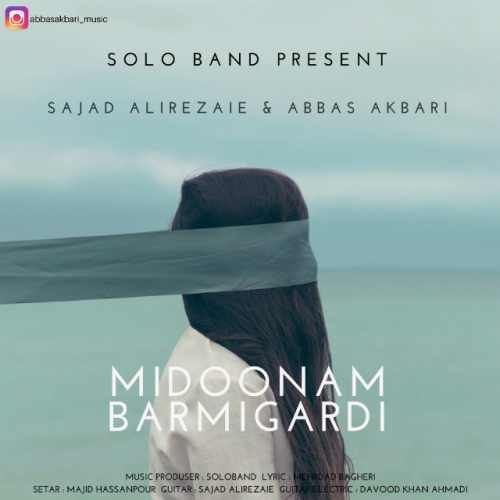 abbasakbari_music
SOLO BAND PRESENT
SAJAD ALIREZAIE & ABBAS AKBARI
MIDOONAM
BARMIGARDI
MUSIC PRODUSER : SOLOBAND LYRIC : MEHRDAD BAGHERI
SETAR : MAJID HASSANPOUR GUITAR : SAJAD ALIREZAIE GUITAR ELECTRIC : DAVOOD KHAN AHMADI